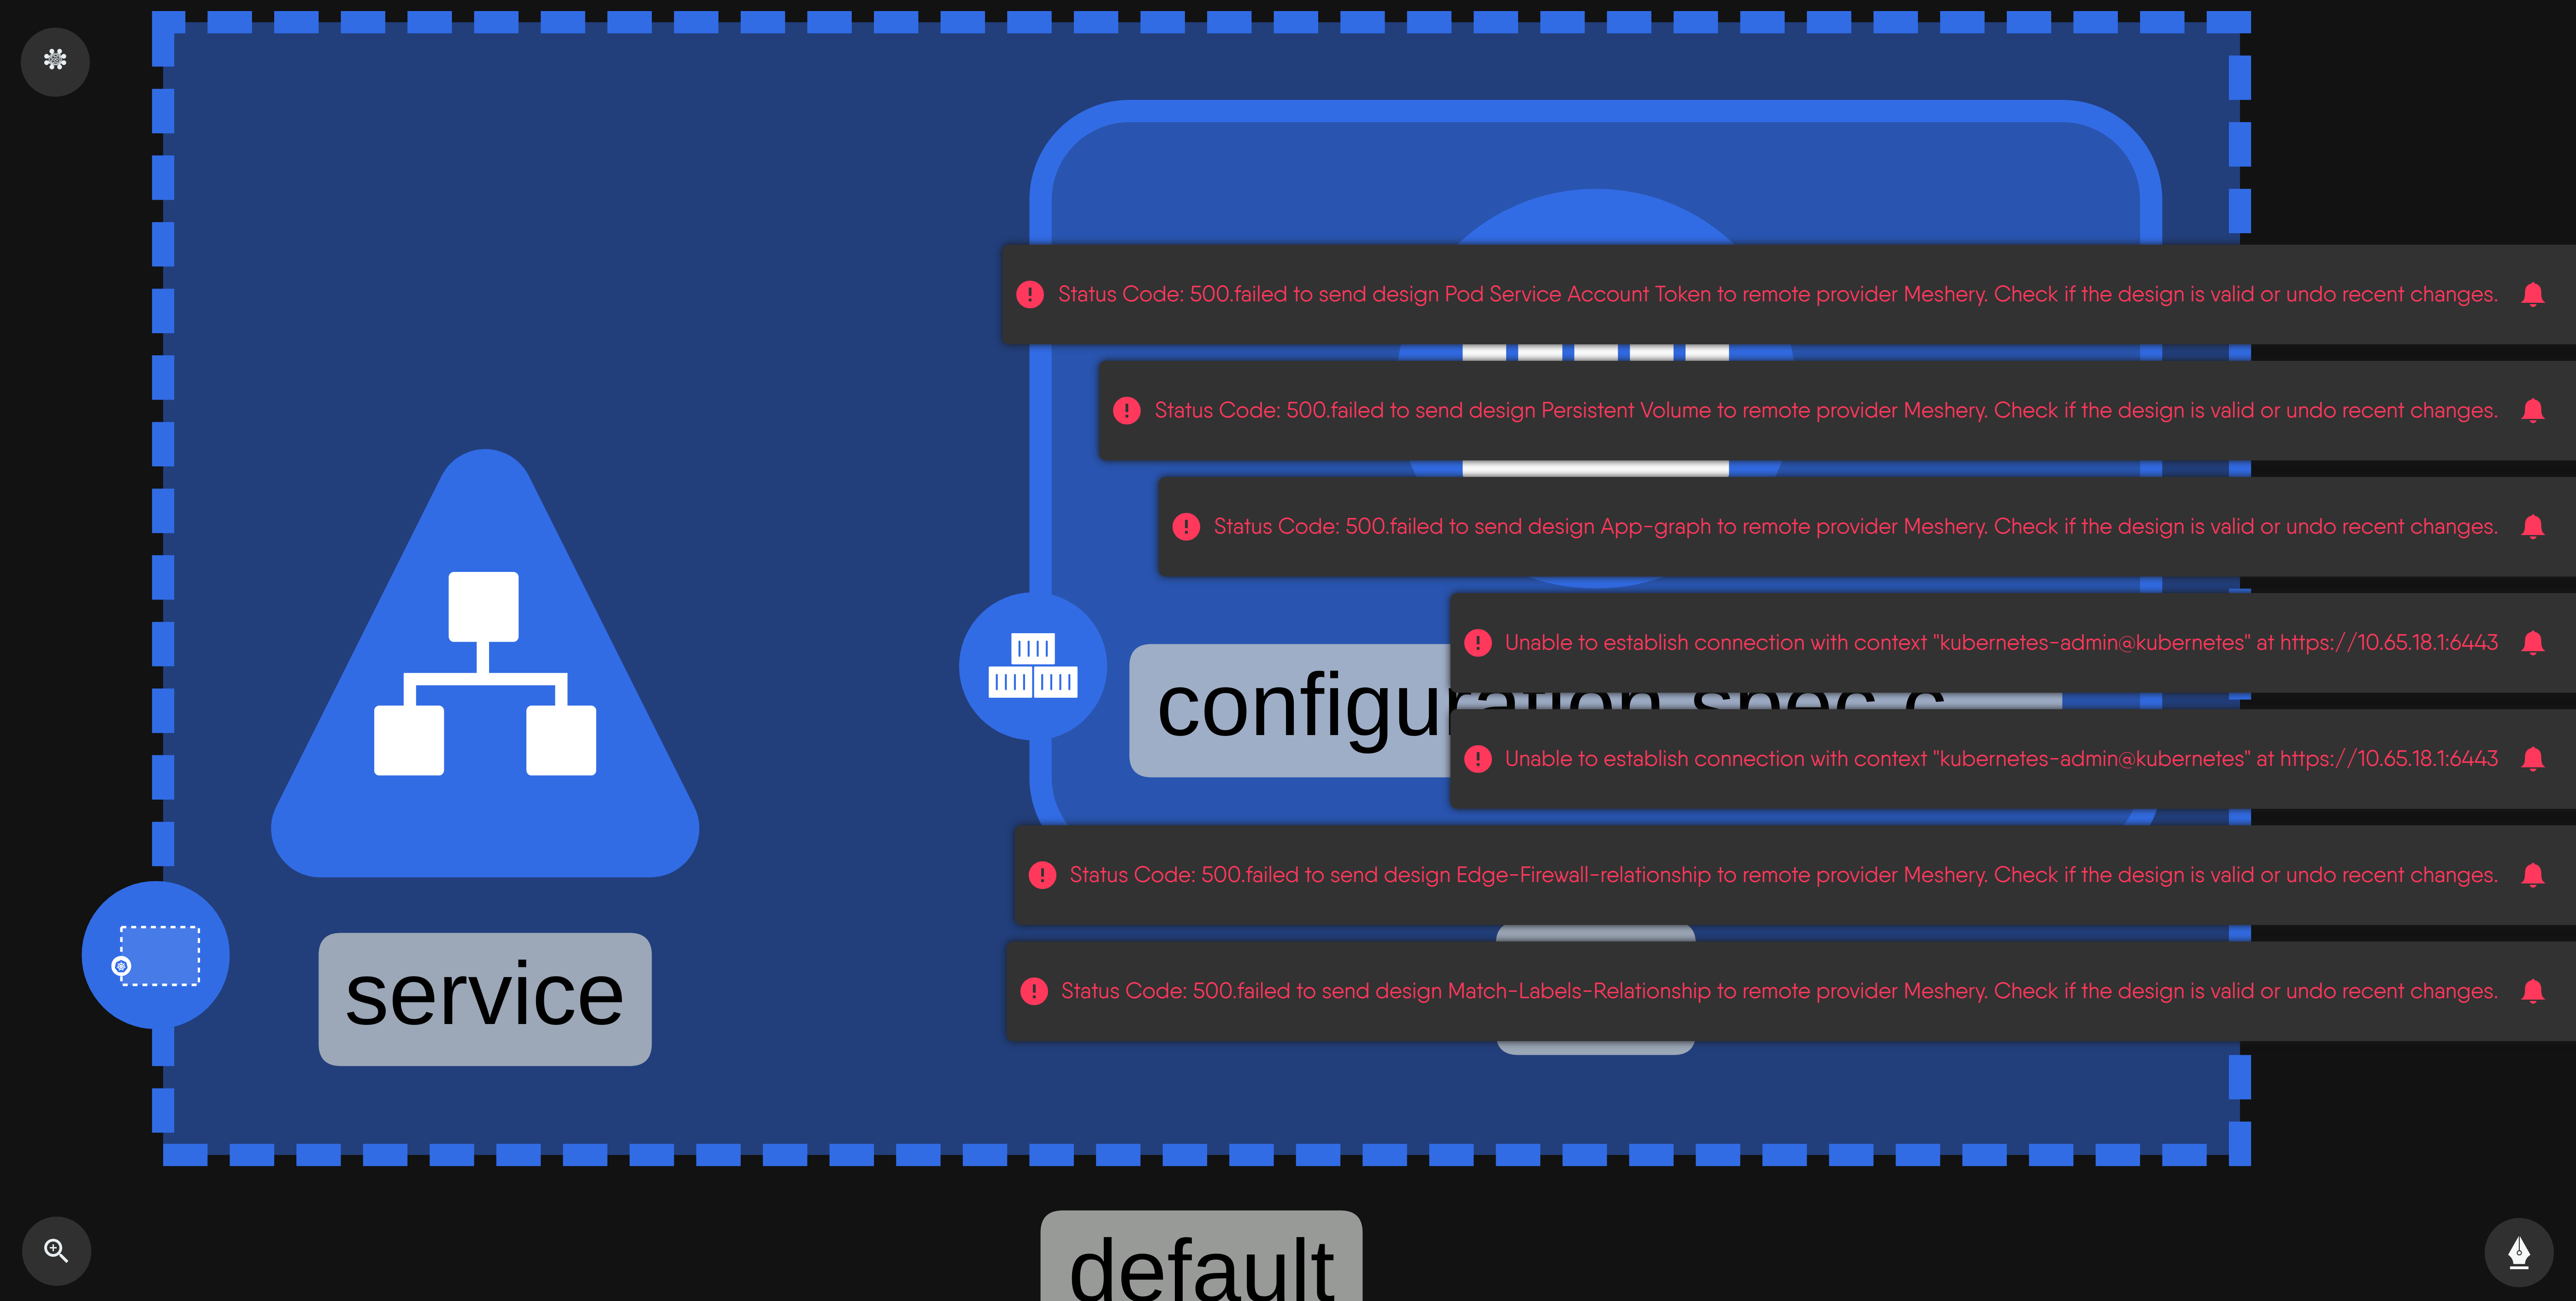 Status Code: 500.failed to send design Pod Service Account Token to remote provider Meshery. Check if the design is valid or undo recent changes.
Status Code: 500.failed to send design Persistent Volume to remote provider Meshery. Check if the design is valid or undo recent changes.
Status Code: 500.failed to send design App-graph to remote provider Meshery. Check if the design is valid or undo recent changes.
Unable to establish connection with context "kubernetes-admin@kubernetes" at https://10.65.18.1:6443
configuration.spec.c
Unable to establish connection with context "kubernetes-admin@kubernetes" at https://10.65.18.1:6443
Status Code: 500.failed to send design Edge-Firewall-relationship to remote provider Meshery. Check if the design is valid or undo recent changes.
service
Status Code: 500.failed to send design Match-Labels-Relationship to remote provider Meshery. Check if the design is valid or undo recent changes.
default